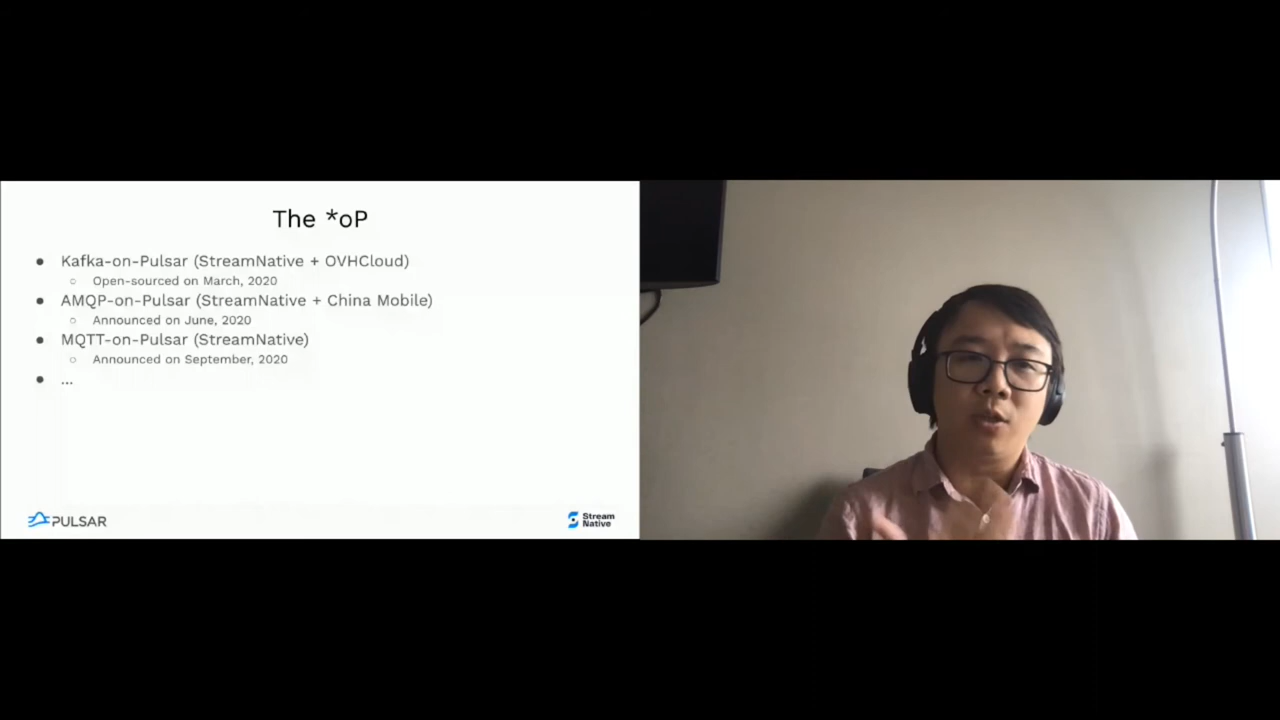 The *oP
● Kafka-on-Pulsar (StreamNative + OVHCloud)
○ Open-sourced on March, 2020
● AMQP-on-Pulsar (StreamNative + China Mobile)
○ Announced on June, 2020
● MQTT-on-Pulsar (StreamNative)
○ Announced on September, 2020
● ...
PULSAR
Stream
Native